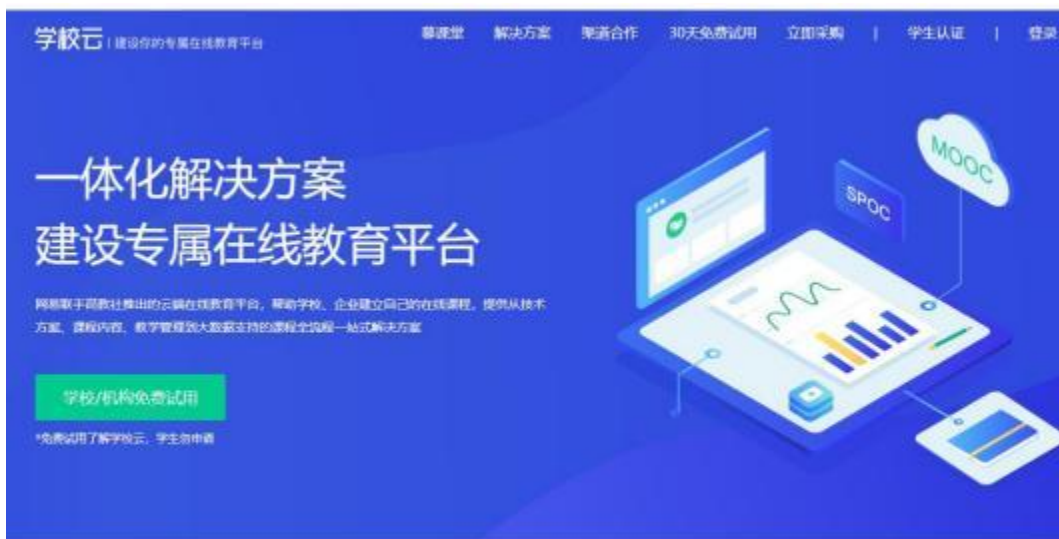 学校云 | 建设你的专属在线教育平台
慕课堂 解决方案 渠道合作 30天免费试用 立即采购 | 学生认证 | 登录
一体化解决方案
建设专属在线教育平台
网易联手高教社推出的云端在线教育平台，帮助学校、企业建立自己的在线课程，提供从技术
方案、课程内容、教学管理到大数据支持的课程全流程一站式解决方案
学校/机构免费试用
*免费试用了解学校云，学生勿申请
MOOC
SPOC